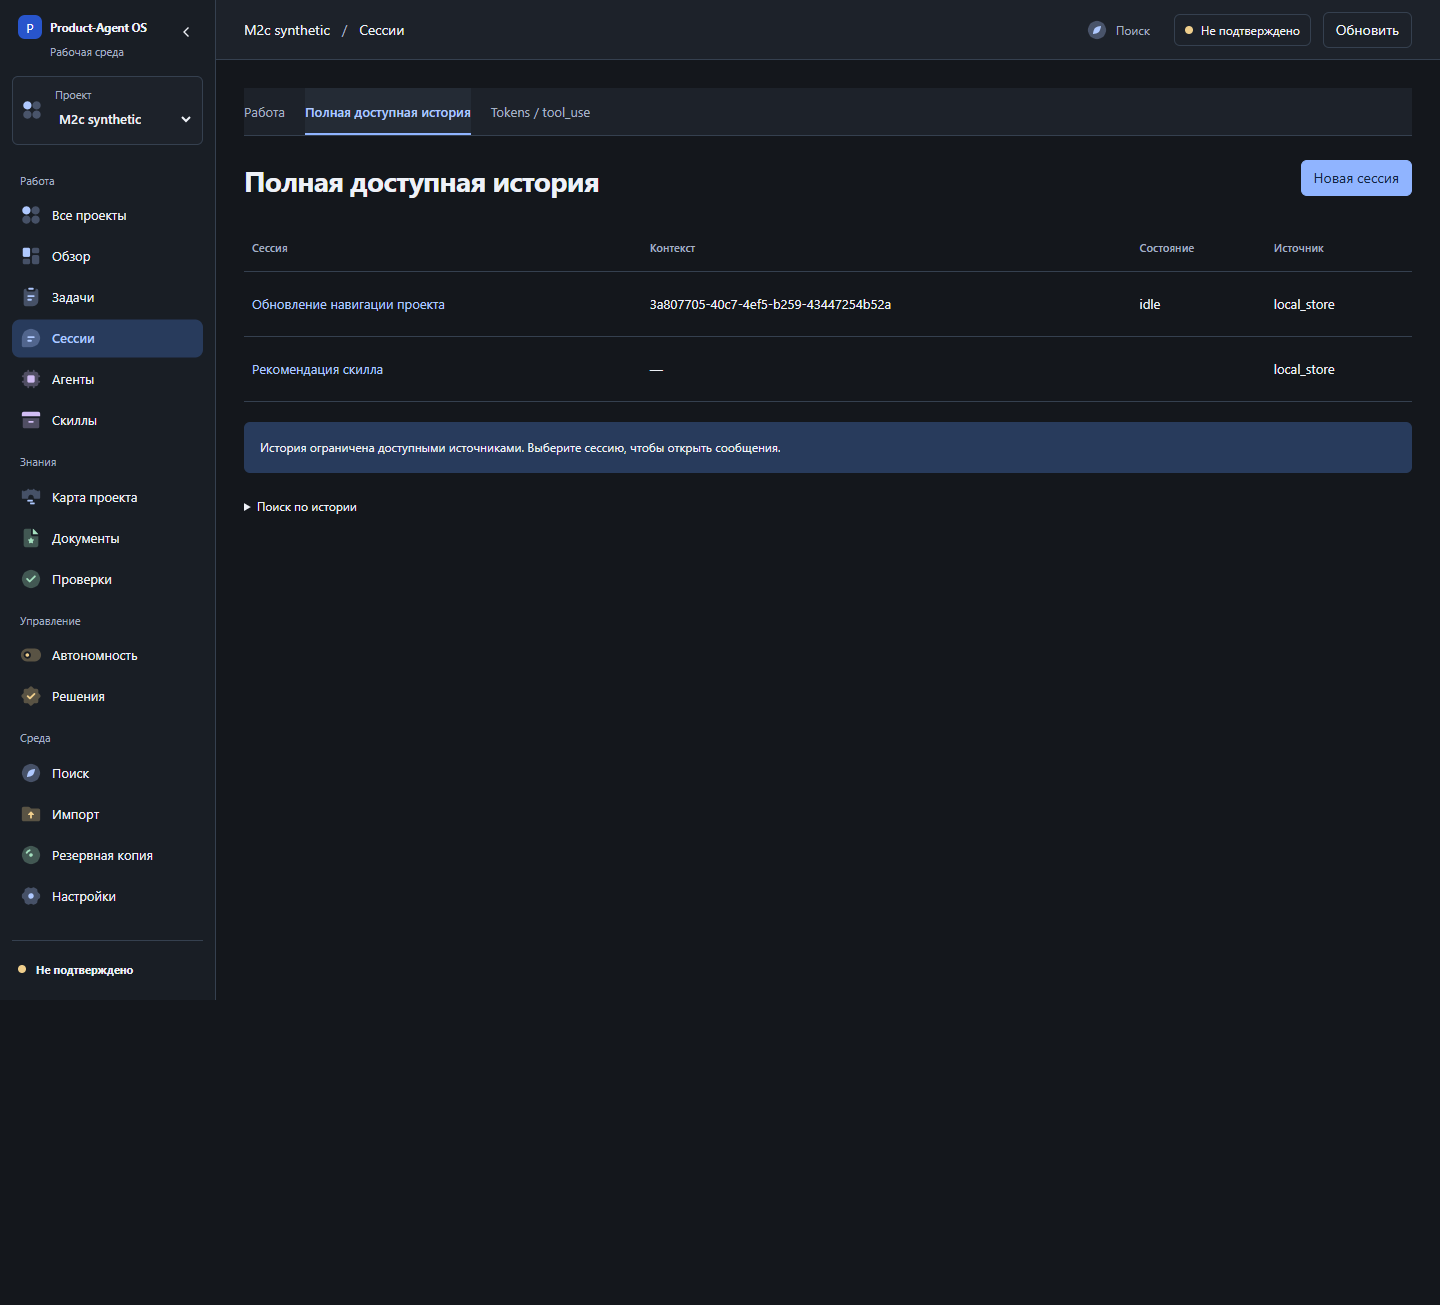 P
Product-Agent OS
Рабочая среда
Проект
M2c synthetic
Работа
Все проекты
Обзор
Задачи
Сессии
Агенты
Скиллы
Знания
Карта проекта
Документы
Проверки
Управление
Автономность
Решения
Среда
Поиск
Импорт
Резервная копия
Настройки
Не подтверждено
M2c synthetic / Сессии
Поиск
Не подтверждено
Обновить
Работа
Полная доступная история
Tokens / tool_use
Полная доступная история
Новая сессия
Сессия Контекст Состояние Источник
Обновление навигации проекта 3a807705-40c7-4ef5-b259-43447254b52a idle local_store
Рекомендация скилла — local_store
История ограничена доступными источниками. Выберите сессию, чтобы открыть сообщения.
Поиск по истории